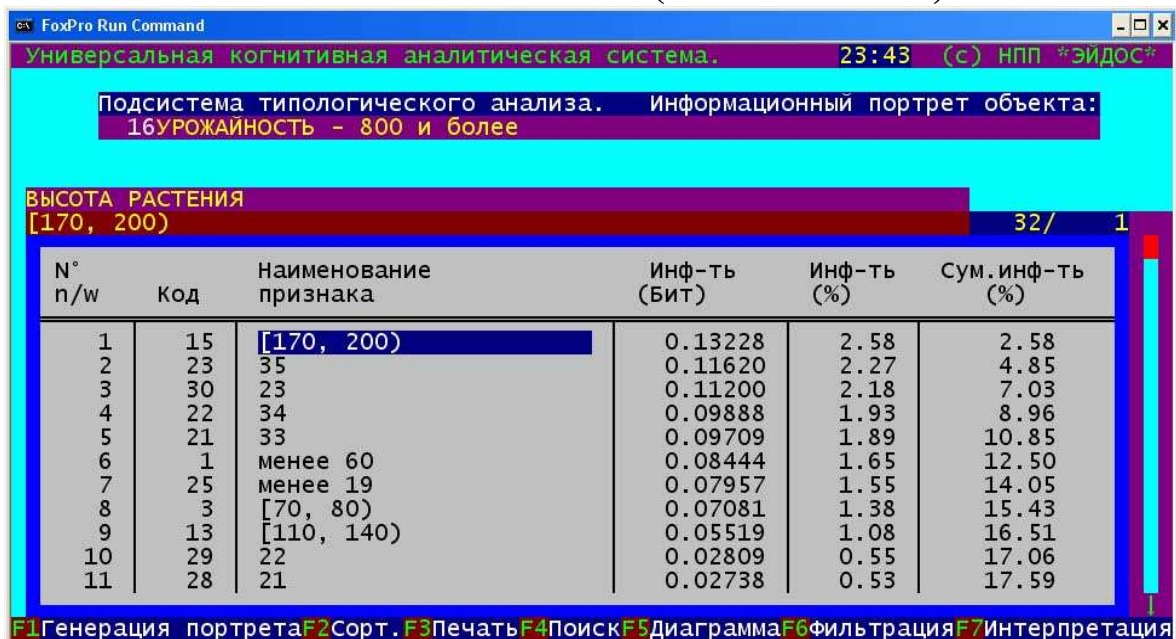 FoxPro Run Command
Универсальная когнитивная аналитическая система. 23:43 (с) НПП *ЭЙДОС*
Подсистема типологического анализа. Информационный портрет объекта:
16УРОЖАЙНОСТЬ - 800 и более
ВЫСОТА РАСТЕНИЯ
[170, 200) 32/ 1
N° Наименование Инф-ть Инф-ть Сум.инф-ть
п/w Код признака (Бит) (%) (%)
1 15 [170, 200) 0.13228 2.58 2.58
2 23 35 0.11620 2.27 4.85
3 30 23 0.11200 2.18 7.03
4 22 34 0.09888 1.93 8.96
5 21 33 0.09709 1.89 10.85
6 1 менее 60 0.08444 1.65 12.50
7 25 менее 19 0.07957 1.55 14.05
8 3 [70, 80) 0.07081 1.38 15.43
9 13 [110, 140) 0.05519 1.08 16.51
10 29 22 0.02809 0.55 17.06
11 28 21 0.02738 0.53 17.59
F1Генерация портретаF2Сорт.F3ПечатьF4ПоискF5ДиаграммаF6ФильтрацияF7Интерпретация